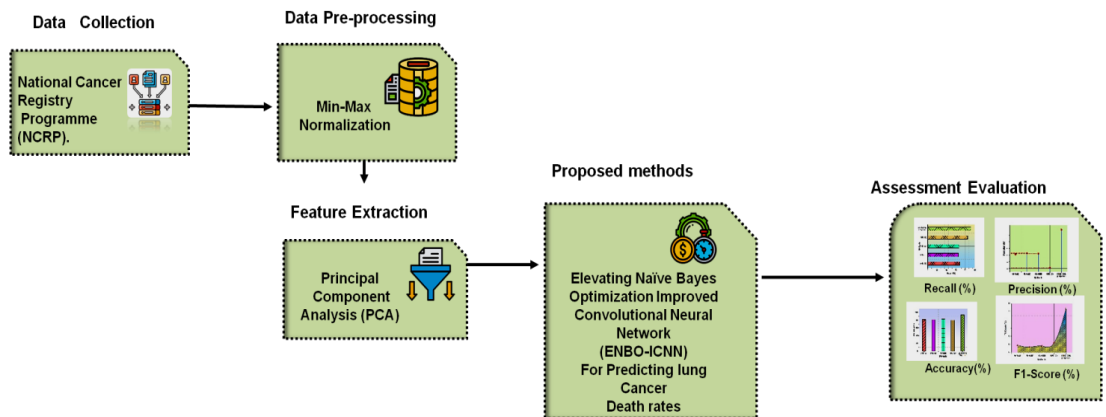 Data Collection
National Cancer
Registry
Programme
(NCRP).
Data Pre-processing
Min-Max
Normalization
Feature Extraction
Principal
Component
Analysis (PCA)
Proposed methods
Elevating Naïve Bayes
Optimization Improved
Convolutional Neural
Network
(ENBO-ICNN)
For Predicting lung
Cancer
Death rates
Assessment Evaluation
Recall (%)
Precision (%)
Accuracy(%)
F1-Score (%)